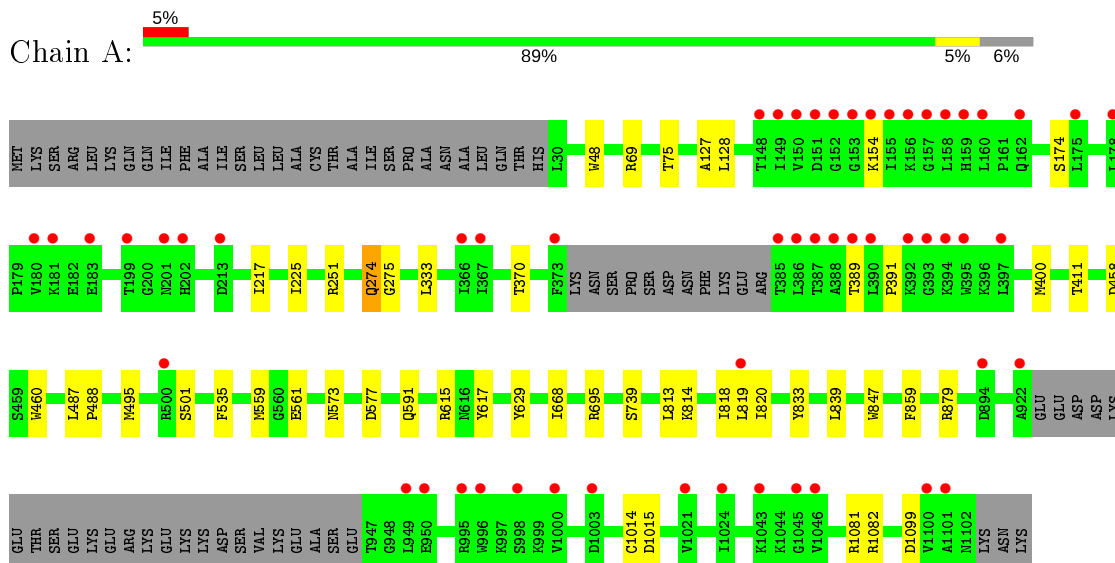 5%
Chain A:
89% 5% 6%
MET LYS SER ARG LEU LYS GLN GLN ILE PHE ALA ILE SER LEU LEU ALA CYS THR ALA ILE SER PRO ALA ASN ALA LEU GLN THR HIS L30 W48 R69 T75 A127 L128 T148 I149 V150 D151 G152 G153 K154 I155 K156 G157 L158 H159 L160 P161 Q162 S174 L175 L178
P179 V180 K181 E182 E183 T199 G200 N201 H202 D213 I217 I225 R251 Q274 G275 L333 I366 I367 T370 F373 LYS ASN SER PRO SER ASP ASN PHE LYS GLU ARG T385 L386 T387 A388 T389 L390 P391 K392 G393 K394 W395 K396 L397 M400 T411 D458
S459 W460 L487 P488 M495 R500 S501 F535 M559 G560 E561 N573 D577 Q591 R615 N616 Y617 Y629 I668 R695 S739 L813 K814 I818 L819 I820 Y833 L839 W847 F859 R879 D894 A922 GLU GLU ASP ASP LYS
GLU THR SER GLU LYS GLU ARG LYS GLU LYS LYS ASP SER VAL LYS GLU ALA SER GLU T947 G948 L949 E950 R995 W996 K997 S998 K999 V1000 D1003 C1014 D1015 V1021 I1024 K1043 K1044 G1045 V1046 R1081 R1082 D1099 V1100 A1101 N1102 LYS ASN LYS